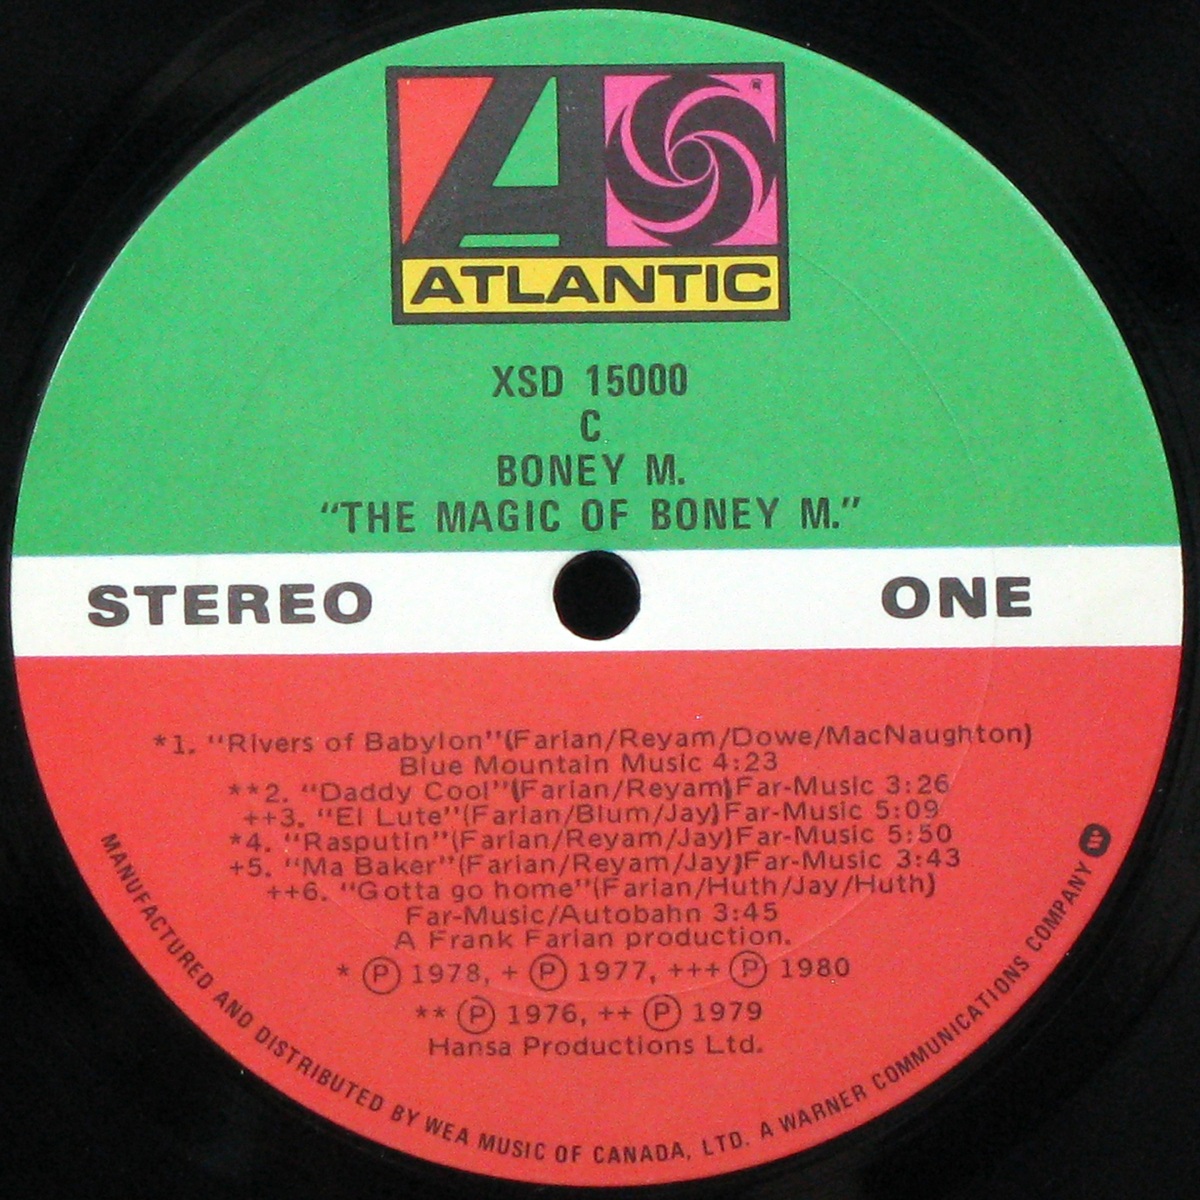 ATLANTIC
XSD 15000
C
BONEY M.
"THE MAGIC OF BONEY M."
STEREO ONE
*1. "Rivers of Babylon"(Farian/Reyam/Dowe/MacNaughton)
Blue Mountain Music 4:23
**2. "Daddy Cool"(Farian/Reyam)Far-Music 3:26
++3. "El Lute"(Farian/Blum/Jay)Far-Music 5:09
*4. "Rasputin"(Farian/Reyam/Jay)Far-Music 5:50
+5. "Ma Baker"(Farian/Reyam/Jay)Far-Music 3:43
++6. "Gotta go home"(Farian/Huth/Jay/Huth)
Far-Music/Autobahn 3:45
A Frank Farian production.
* ℗ 1978, + ℗ 1977, +++ ℗ 1980
** ℗ 1976, ++ ℗ 1979
Hansa Productions Ltd.
MANUFACTURED AND DISTRIBUTED BY WEA MUSIC OF CANADA, LTD. A WARNER COMMUNICATIONS COMPANY